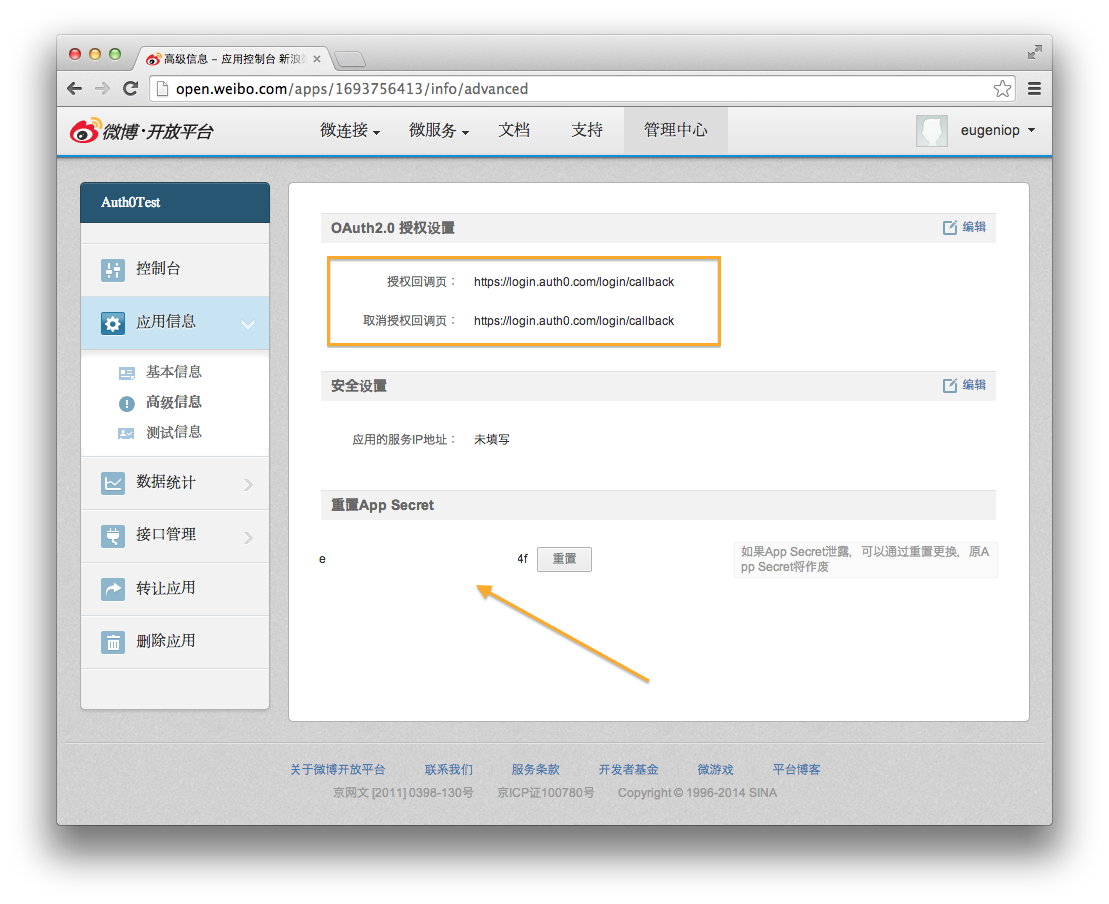 高级信息 – 应用控制台 新浪
open.weibo.com/apps/1693756413/info/advanced
微博·开放平台
微连接
微服务
文档
支持
管理中心
eugeniop
Auth0Test
控制台
应用信息
基本信息
高级信息
测试信息
数据统计
接口管理
转让应用
删除应用
OAuth2.0 授权设置
编辑
授权回调页： https://login.auth0.com/login/callback
取消授权回调页： https://login.auth0.com/login/callback
安全设置
编辑
应用的服务IP地址： 未填写
重置App Secret
e 4f 重置
如果App Secret泄露，可以通过重置更换，原A
pp Secret将作废
关于微博开放平台 联系我们 服务条款 开发者基金 微游戏 平台博客
京网文 [2011] 0398-130号 京ICP证100780号 Copyright © 1996-2014 SINA